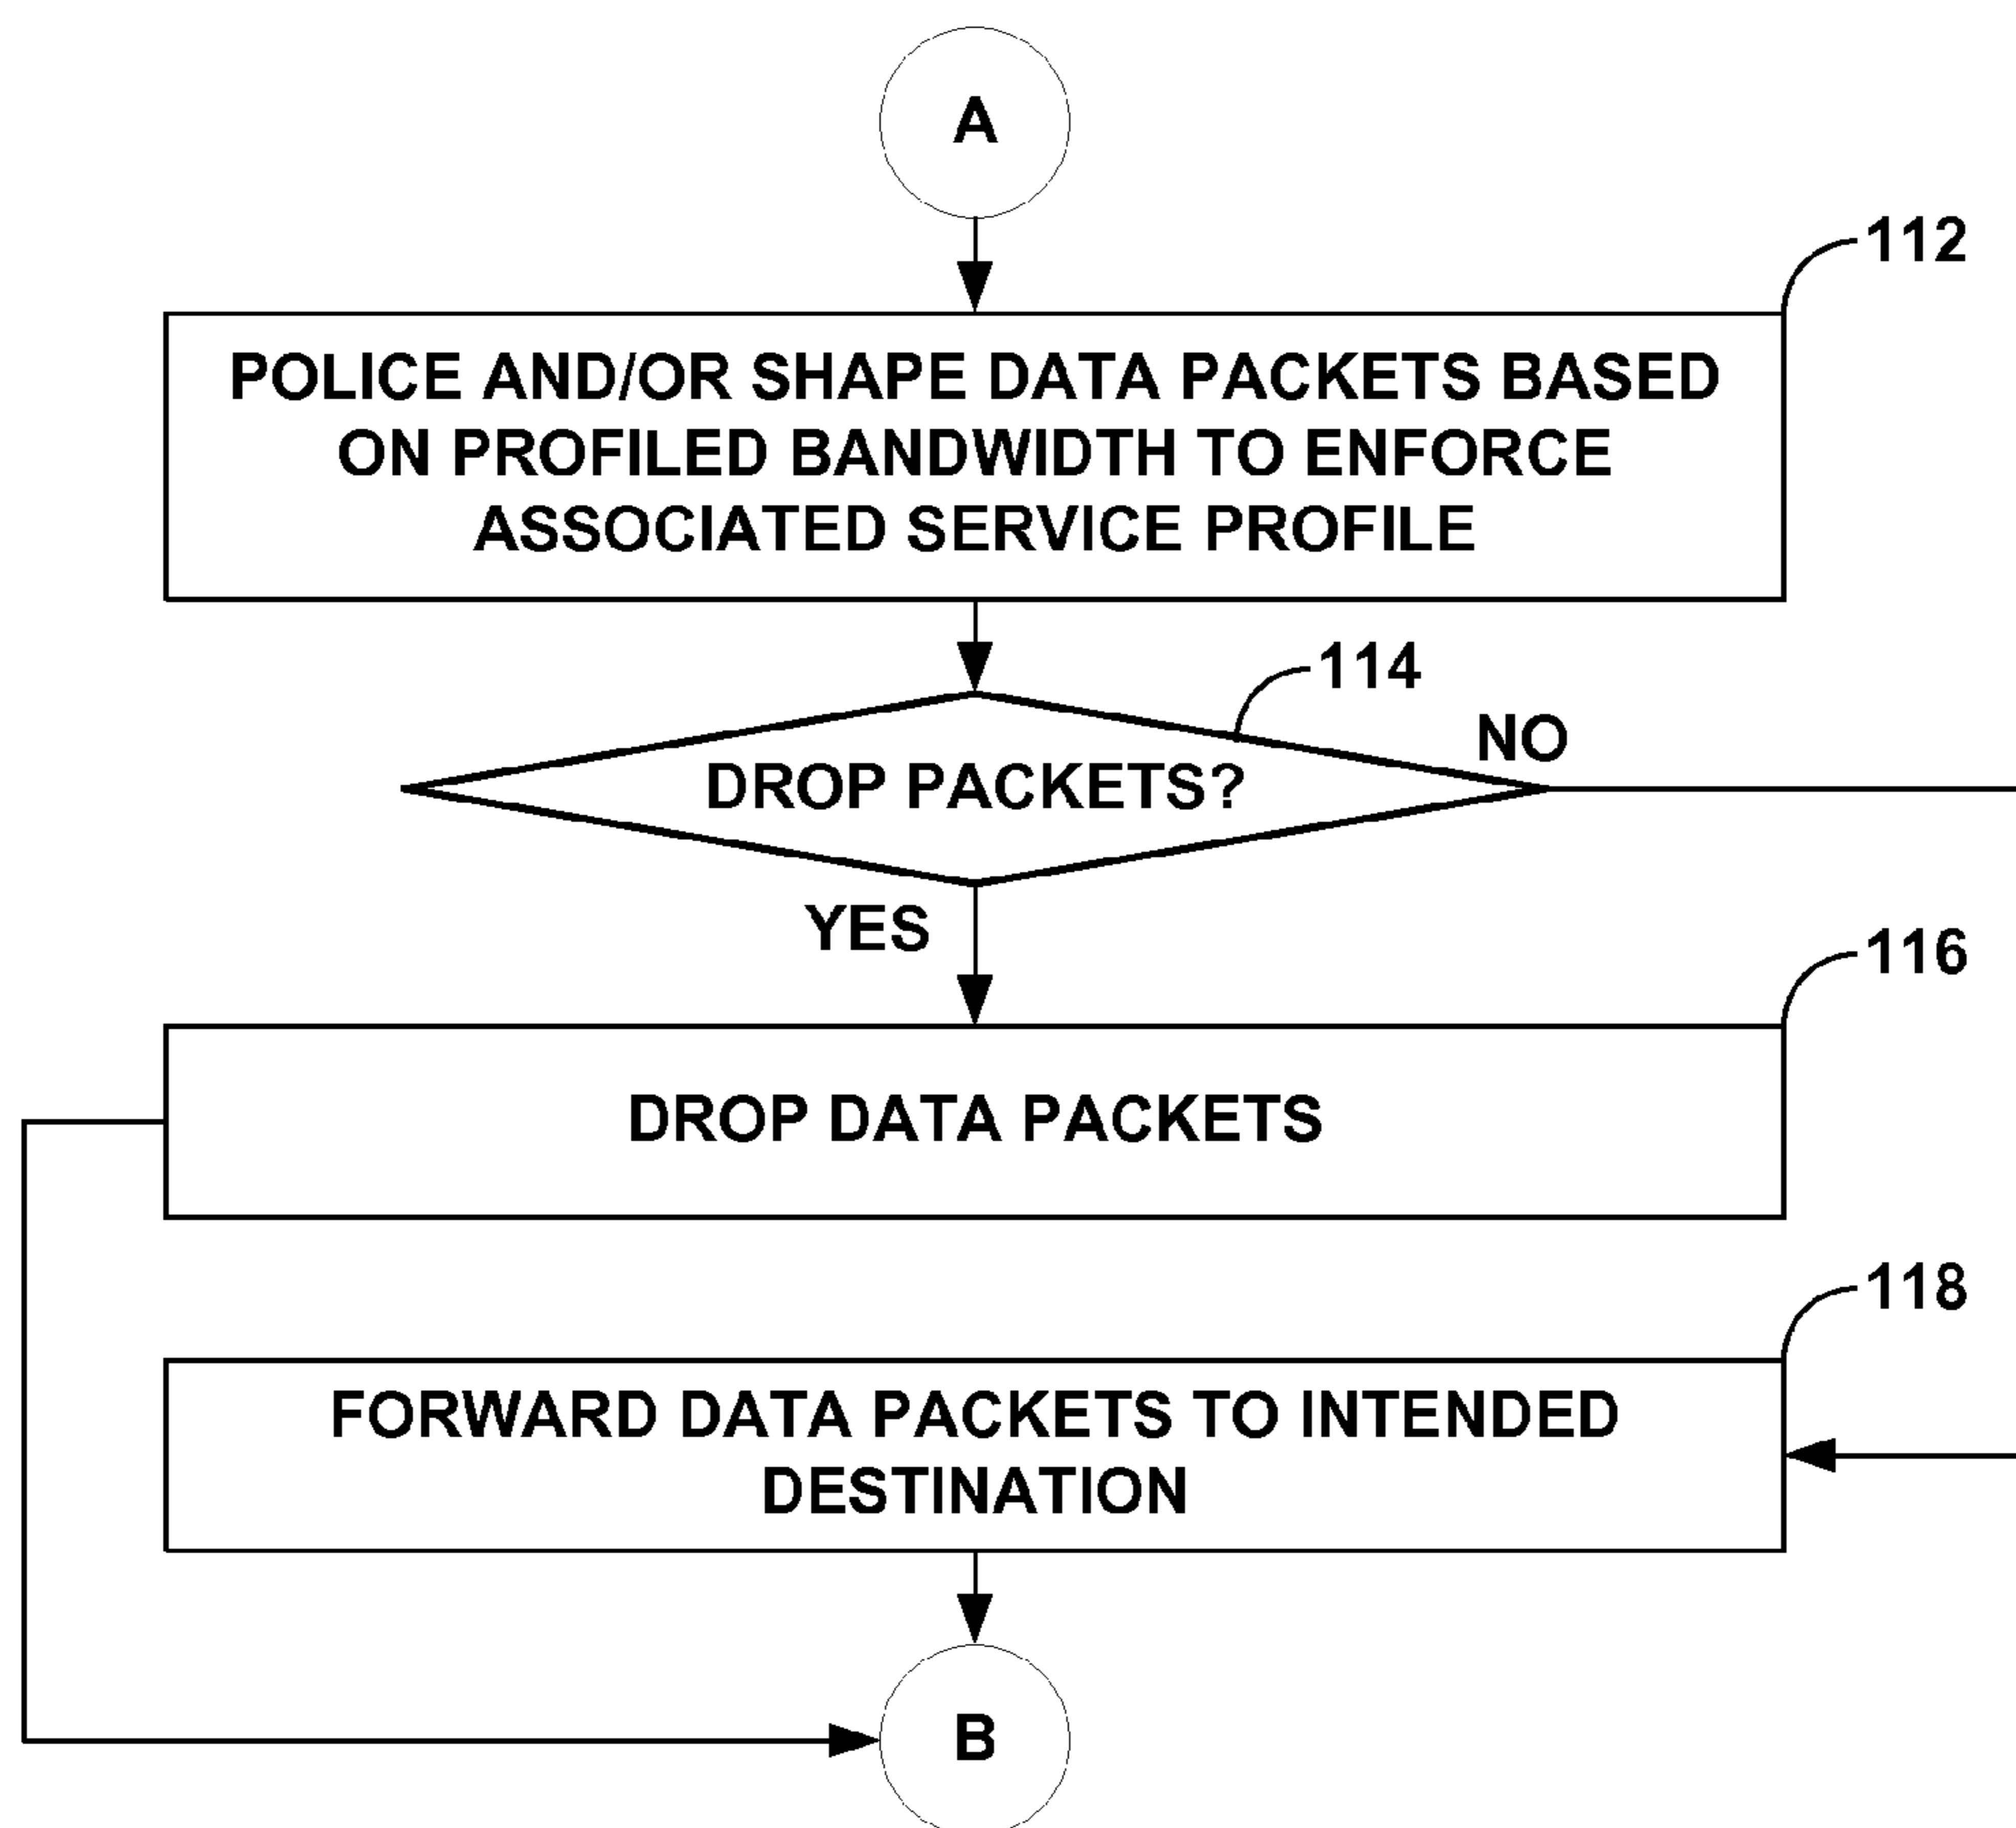 A
112
POLICE AND/OR SHAPE DATA PACKETS BASED
ON PROFILED BANDWIDTH TO ENFORCE
ASSOCIATED SERVICE PROFILE
114
NO
DROP PACKETS?
YES
116
DROP DATA PACKETS
118
FORWARD DATA PACKETS TO INTENDED
DESTINATION
B